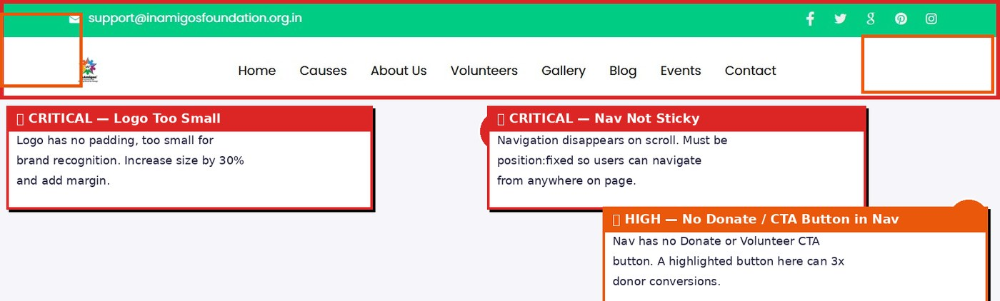 support@inamigosfoundation.org.in
Home Causes About Us Volunteers Gallery Blog Events Contact
CRITICAL — Logo Too Small
Logo has no padding, too small for
brand recognition. Increase size by 30%
and add margin.
CRITICAL — Nav Not Sticky
Navigation disappears on scroll. Must be
position:fixed so users can navigate
from anywhere on page.
HIGH — No Donate / CTA Button in Nav
Nav has no Donate or Volunteer CTA
button. A highlighted button here can 3x
donor conversions.